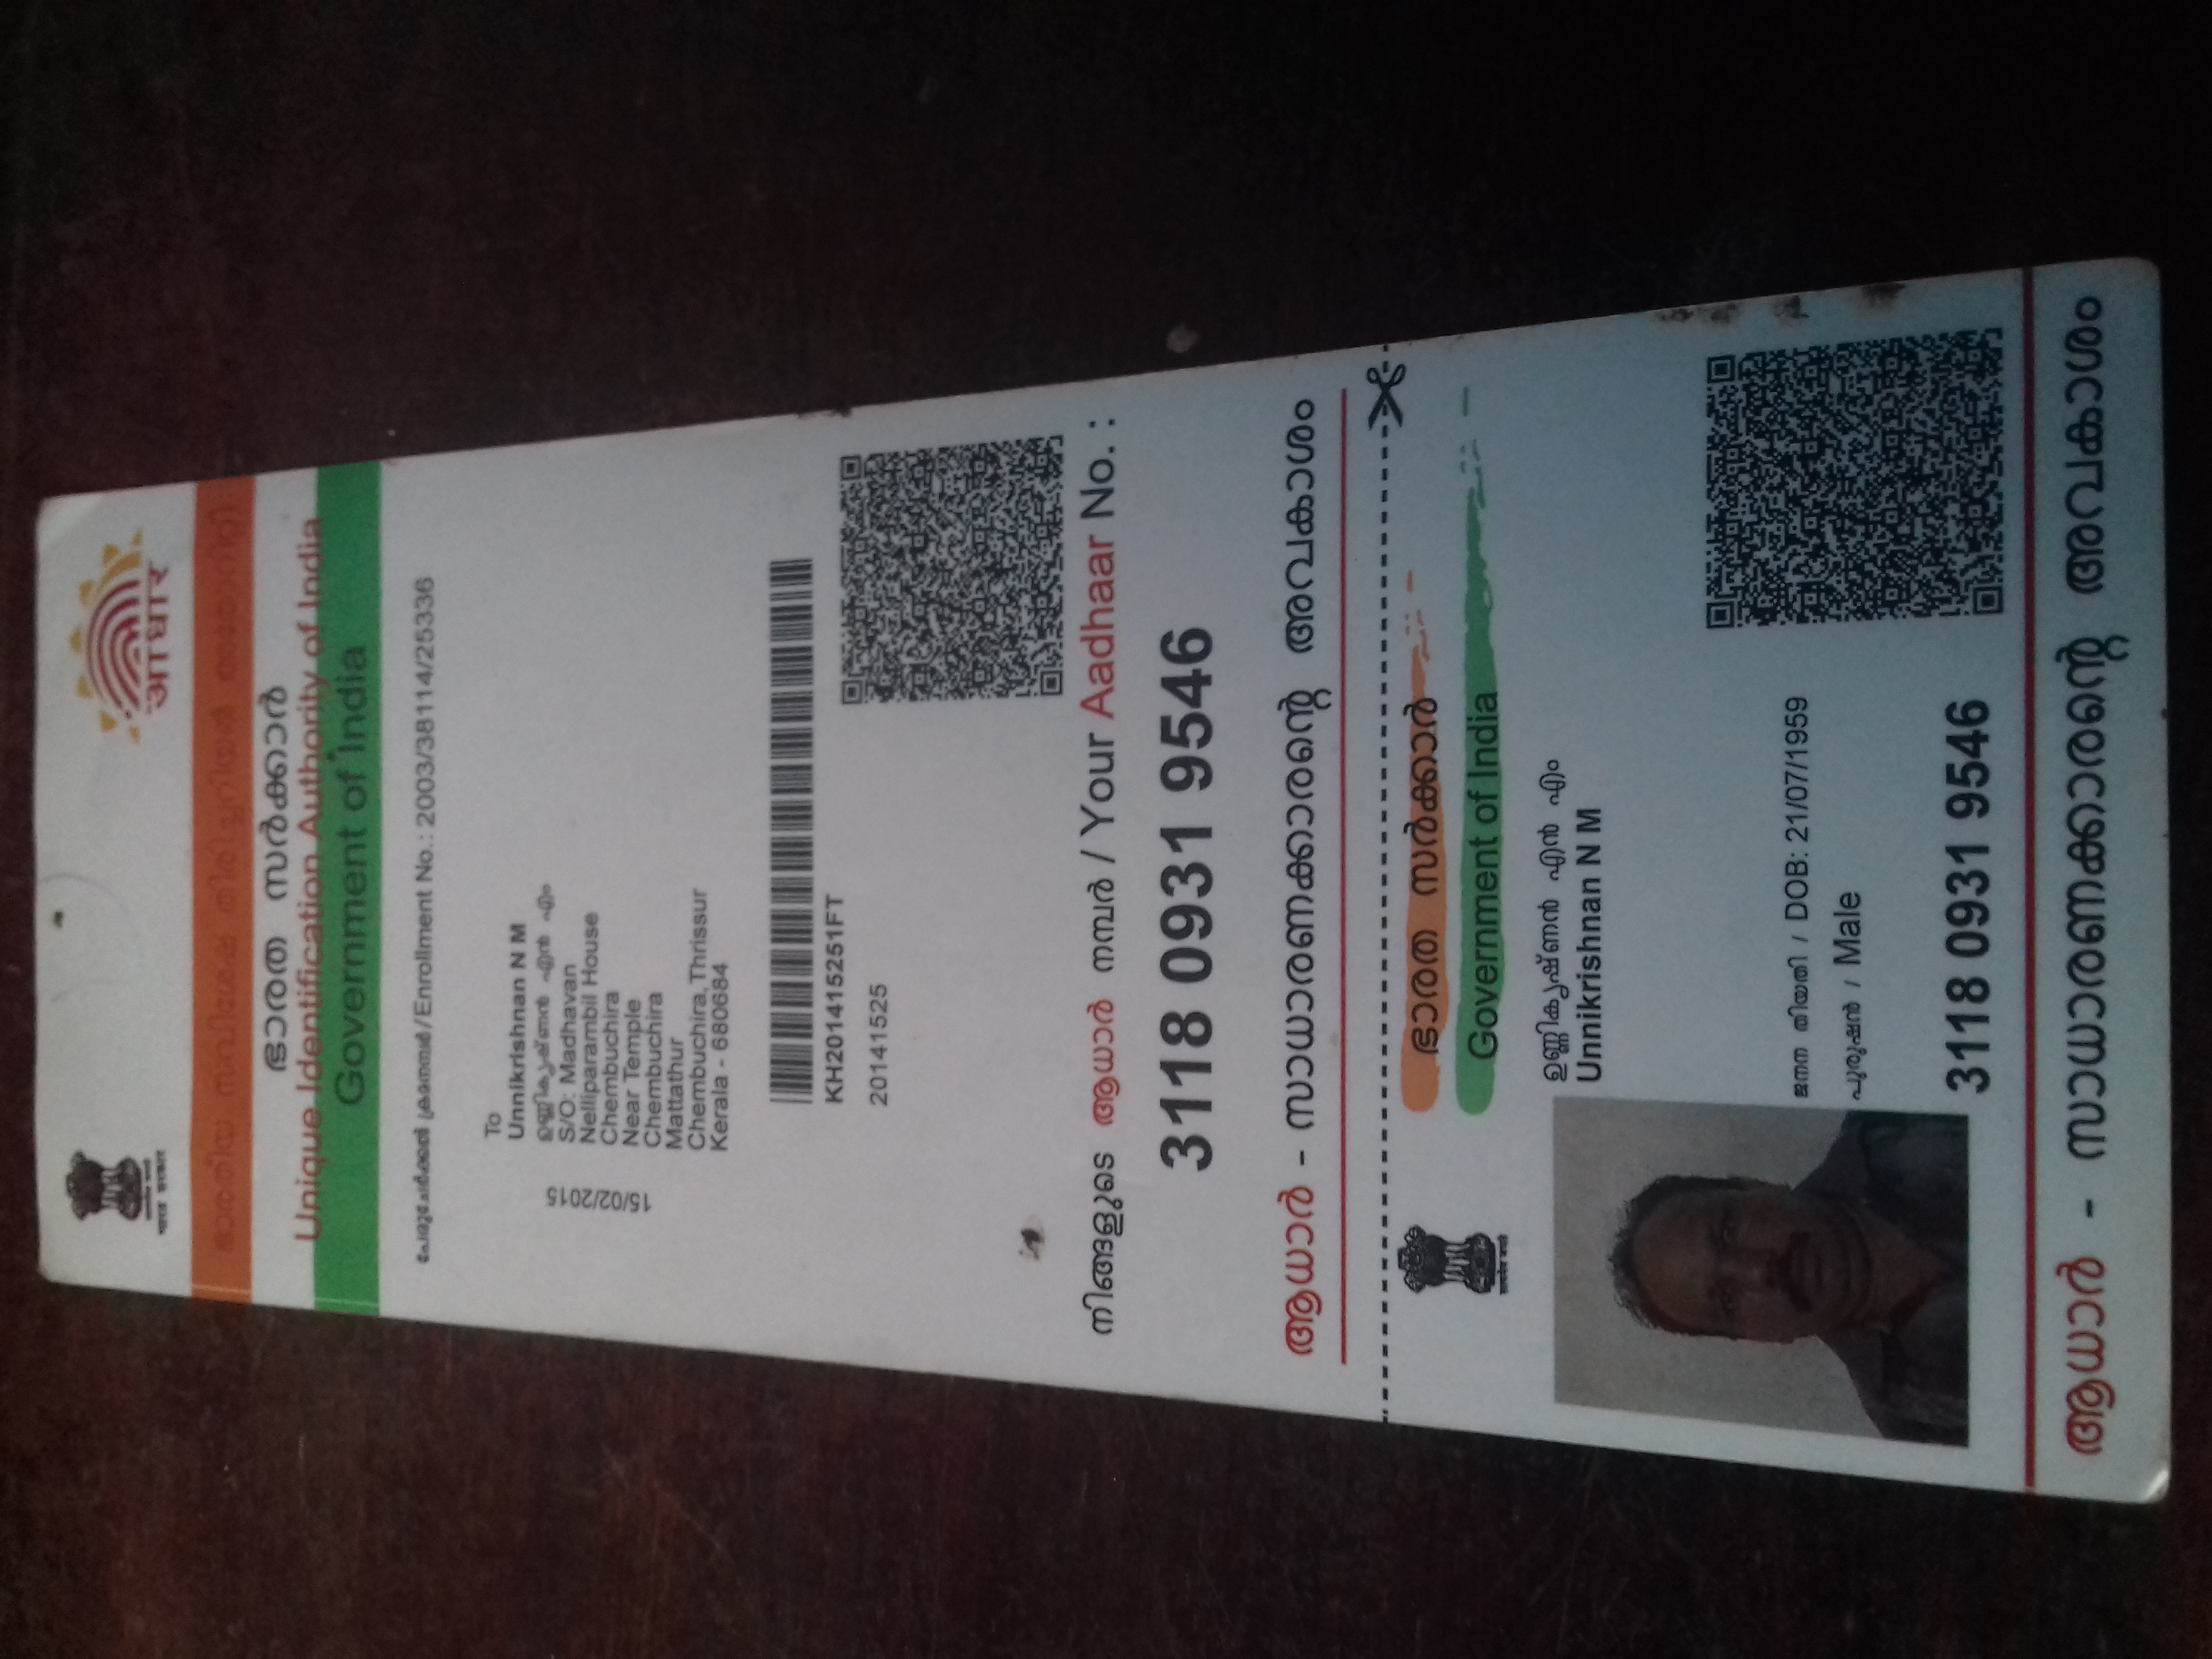 भारत सरकार
आधार
ഭാരതീയ സവിശേഷ തിരിച്ചറിയൽ അതോറിറ്റി
ഭാരത സർക്കാർ
Unique Identification Authority of India
Government of India
പേരുചേർക്കൽ ക്രമനമ്പർ/Enrollment No.: 2003/38114/25336
15/02/2015
To
Unnikrishnan N M
ഉണ്ണികൃഷ്ണൻ എൻ എം
S/O: Madhavan
Nelliparambil House
Chembuchira
Near Temple
Chembuchira
Mattathur
Chembuchira, Thrissur
Kerala - 680684
KH201415251FT
20141525
നിങ്ങളുടെ ആധാർ നമ്പർ / Your Aadhaar No. :
3118 0931 9546
ആധാർ - സാധാരണക്കാരന്റെ അവകാശം
ഭാരത സർക്കാർ
Government of India
सत्यमेव जयते
ഉണ്ണികൃഷ്ണൻ എൻ എം
Unnikrishnan N M
ജനന തിയതി / DOB: 21/07/1959
പുരുഷൻ / Male
3118 0931 9546
ആധാർ - സാധാരണക്കാരന്റെ അവകാശം